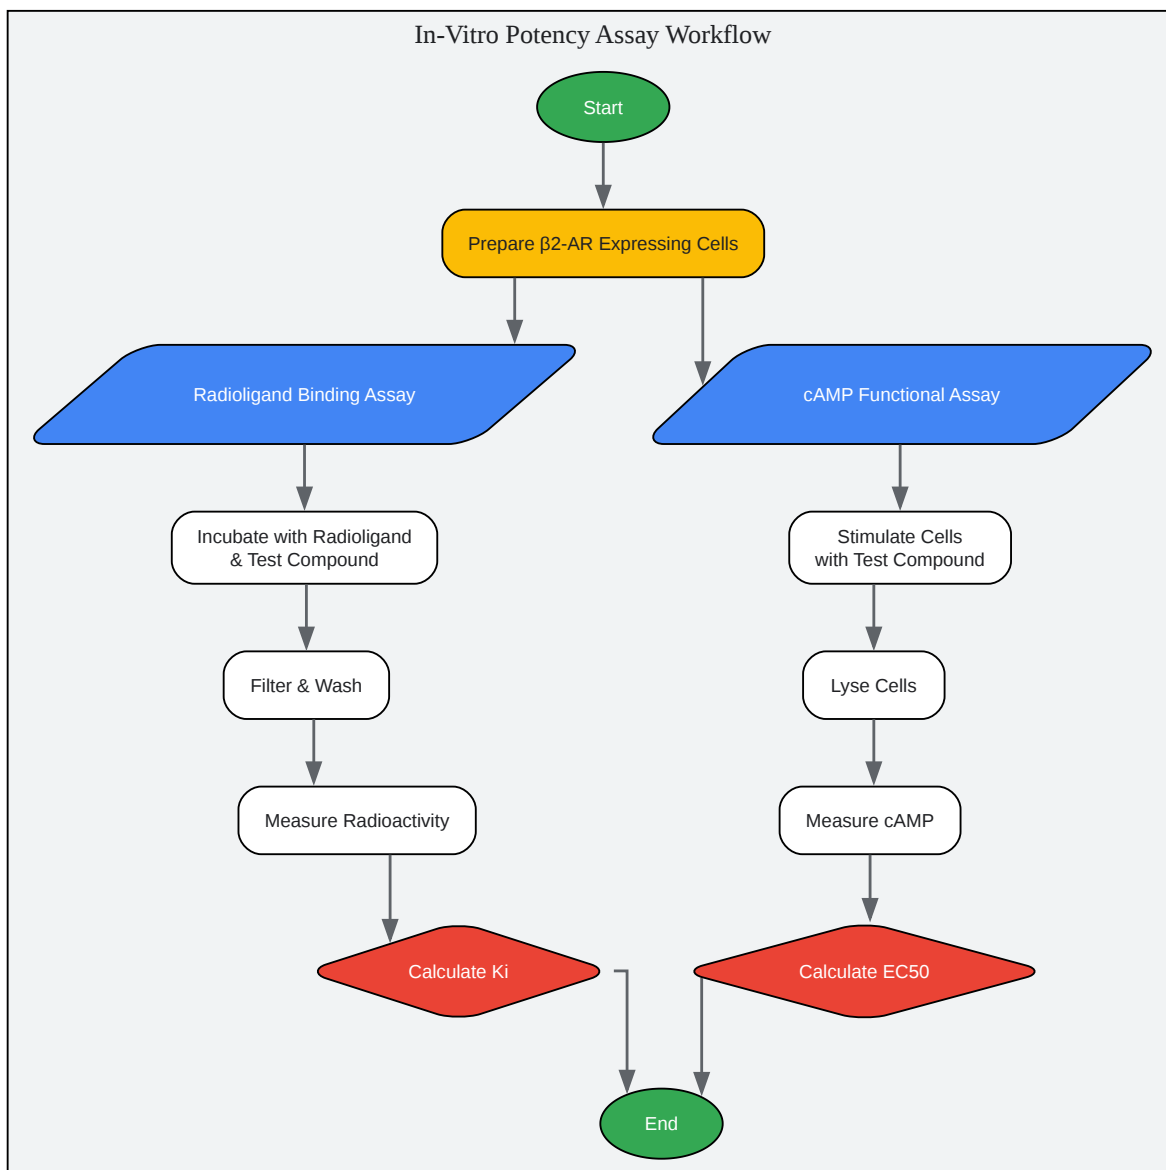 In-Vitro Potency Assay Workflow
Start
Prepare β2-AR Expressing Cells
Radioligand Binding Assay
cAMP Functional Assay
Incubate with Radioligand
& Test Compound
Stimulate Cells
with Test Compound
Filter & Wash
Lyse Cells
Measure Radioactivity
Measure cAMP
Calculate Ki
Calculate EC50
End